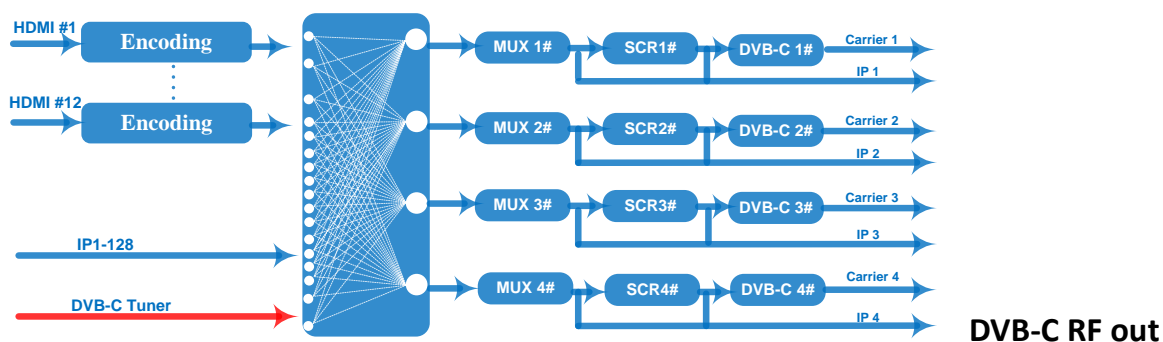 HDMI #1
Encoding
HDMI #12
Encoding
IP1-128
DVB-C Tuner
MUX 1#
SCR1#
DVB-C 1#
Carrier 1
IP 1
MUX 2#
SCR2#
DVB-C 2#
Carrier 2
IP 2
MUX 3#
SCR3#
DVB-C 3#
Carrier 3
IP 3
MUX 4#
SCR4#
DVB-C 4#
Carrier 4
IP 4
DVB-C RF out